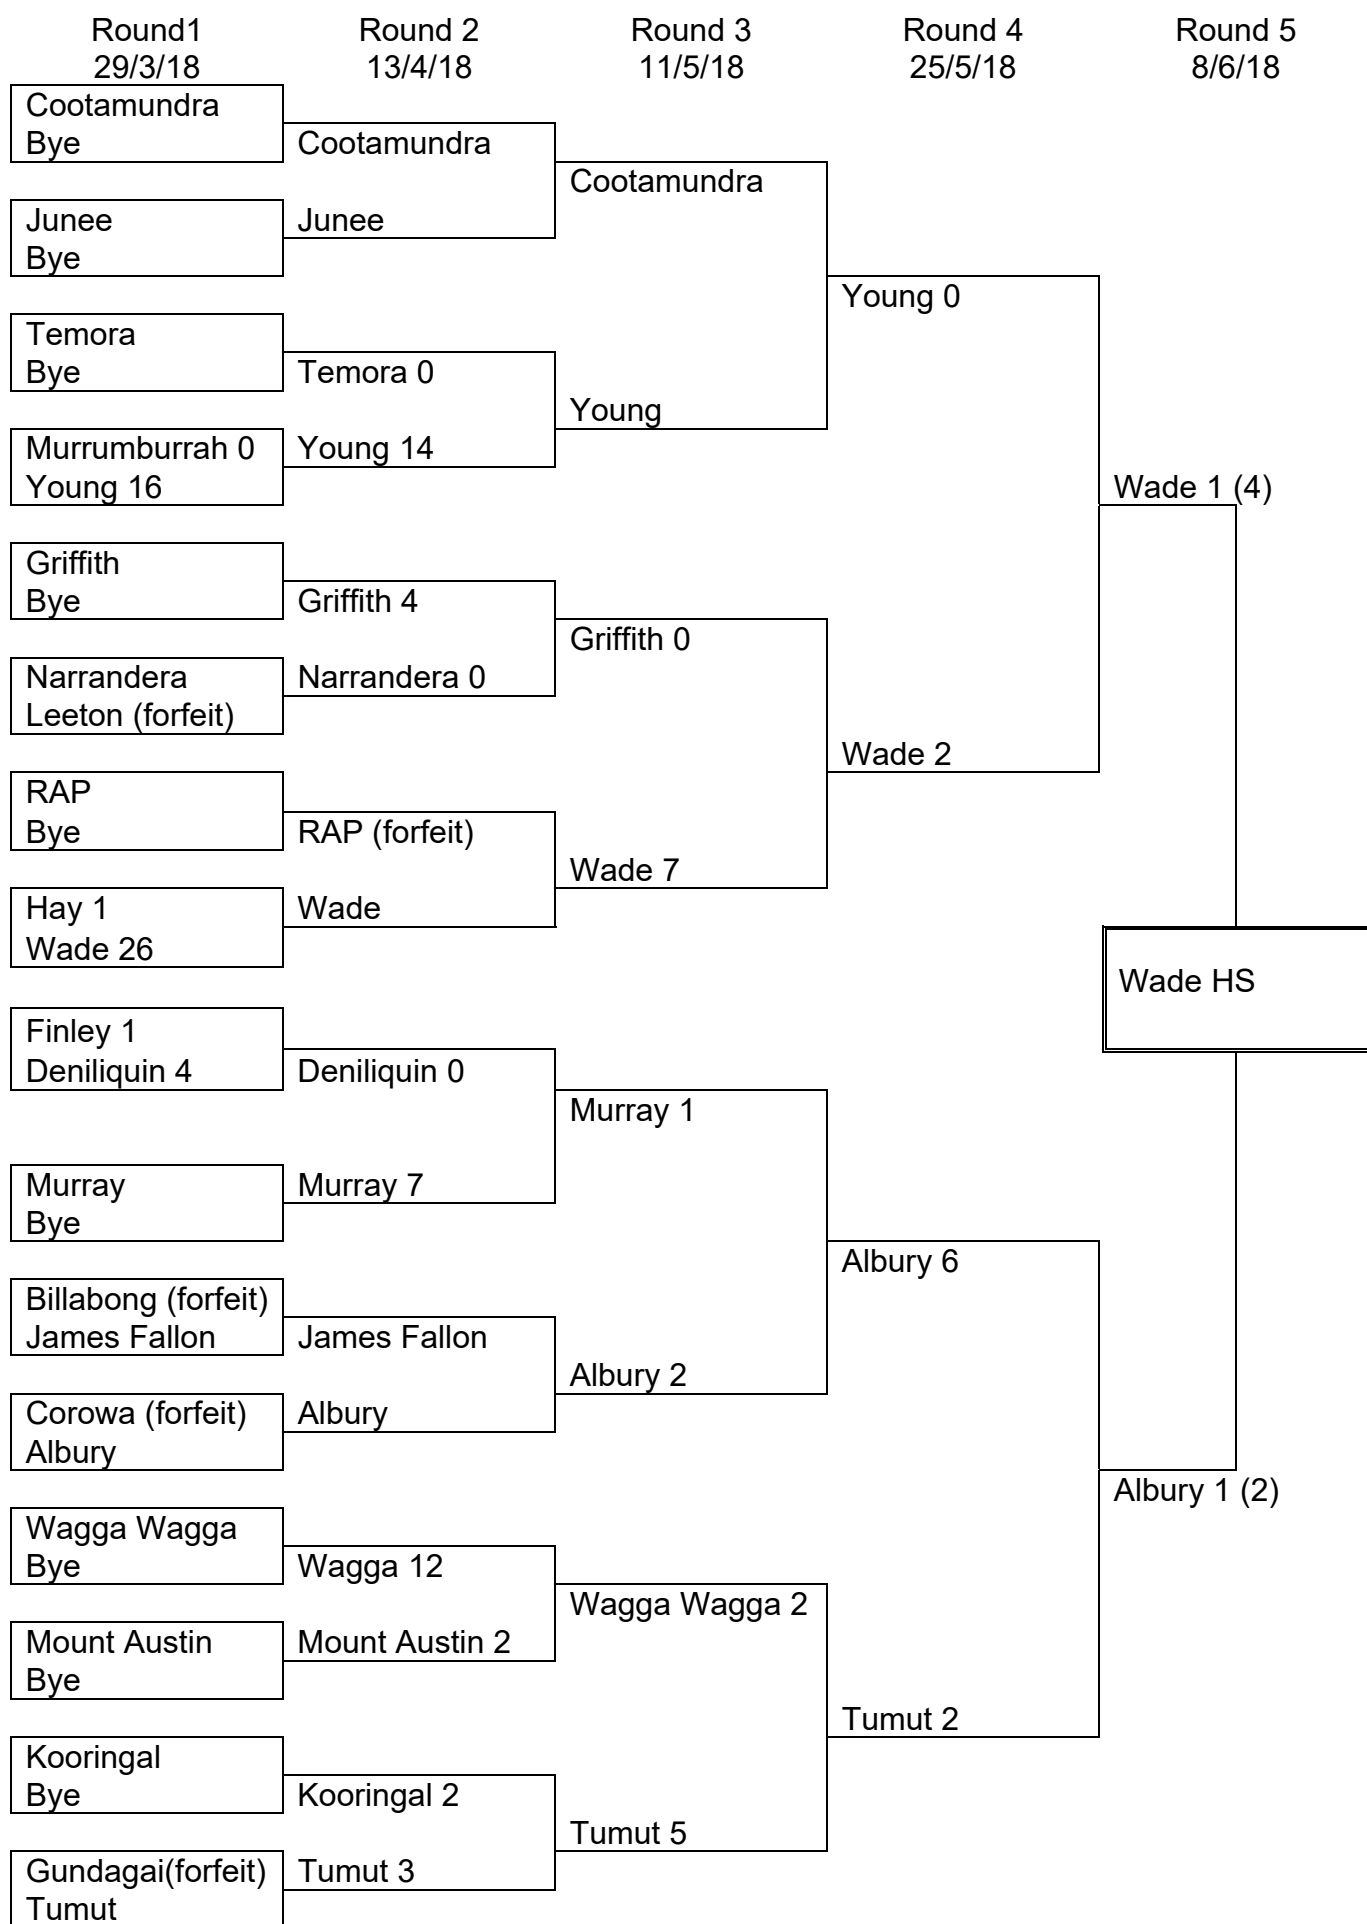 Round1
29/3/18
Round 2
13/4/18
Round 3
11/5/18
Round 4
25/5/18
Round 5
8/6/18
Cootamundra
Bye
Junee
Bye
Temora
Bye
Murrumburrah 0
Young 16
Griffith
Bye
Narrandera
Leeton (forfeit)
RAP
Bye
Hay 1
Wade 26
Finley 1
Deniliquin 4
Murray
Bye
Billabong (forfeit)
James Fallon
Corowa (forfeit)
Albury
Wagga Wagga
Bye
Mount Austin
Bye
Kooringal
Bye
Gundagai(forfeit)
Tumut
Cootamundra
Junee
Temora 0
Young 14
Griffith 4
Narrandera 0
RAP (forfeit)
Wade
Deniliquin 0
Murray 7
James Fallon
Albury
Wagga 12
Mount Austin 2
Kooringal 2
Tumut 3
Cootamundra
Young
Griffith 0
Wade 7
Murray 1
Albury 2
Wagga Wagga 2
Tumut 5
Young 0
Wade 2
Albury 6
Tumut 2
Wade 1 (4)
Albury 1 (2)
Wade HS